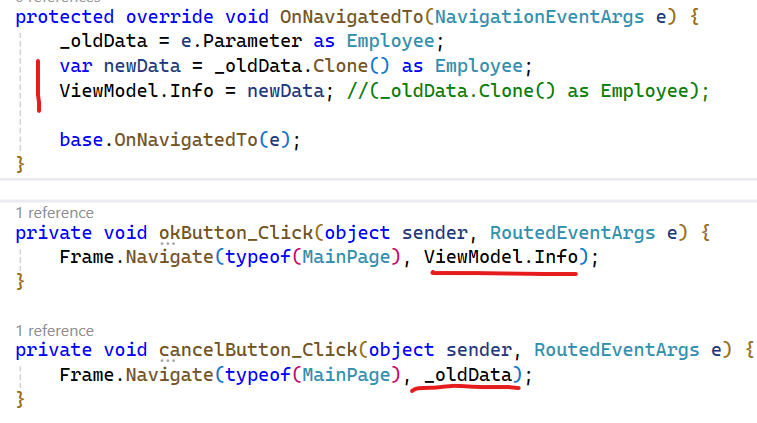 protected override void OnNavigatedTo(NavigationEventArgs e) {
_oldData = e.Parameter as Employee;
var newData = _oldData.Clone() as Employee;
ViewModel.Info = newData; //(_oldData.Clone() as Employee);
base.OnNavigatedTo(e);
}
1 reference
private void okButton_Click(object sender, RoutedEventArgs e) {
Frame.Navigate(typeof(MainPage), ViewModel.Info);
}
1 reference
private void cancelButton_Click(object sender, RoutedEventArgs e) {
Frame.Navigate(typeof(MainPage), _oldData);
}